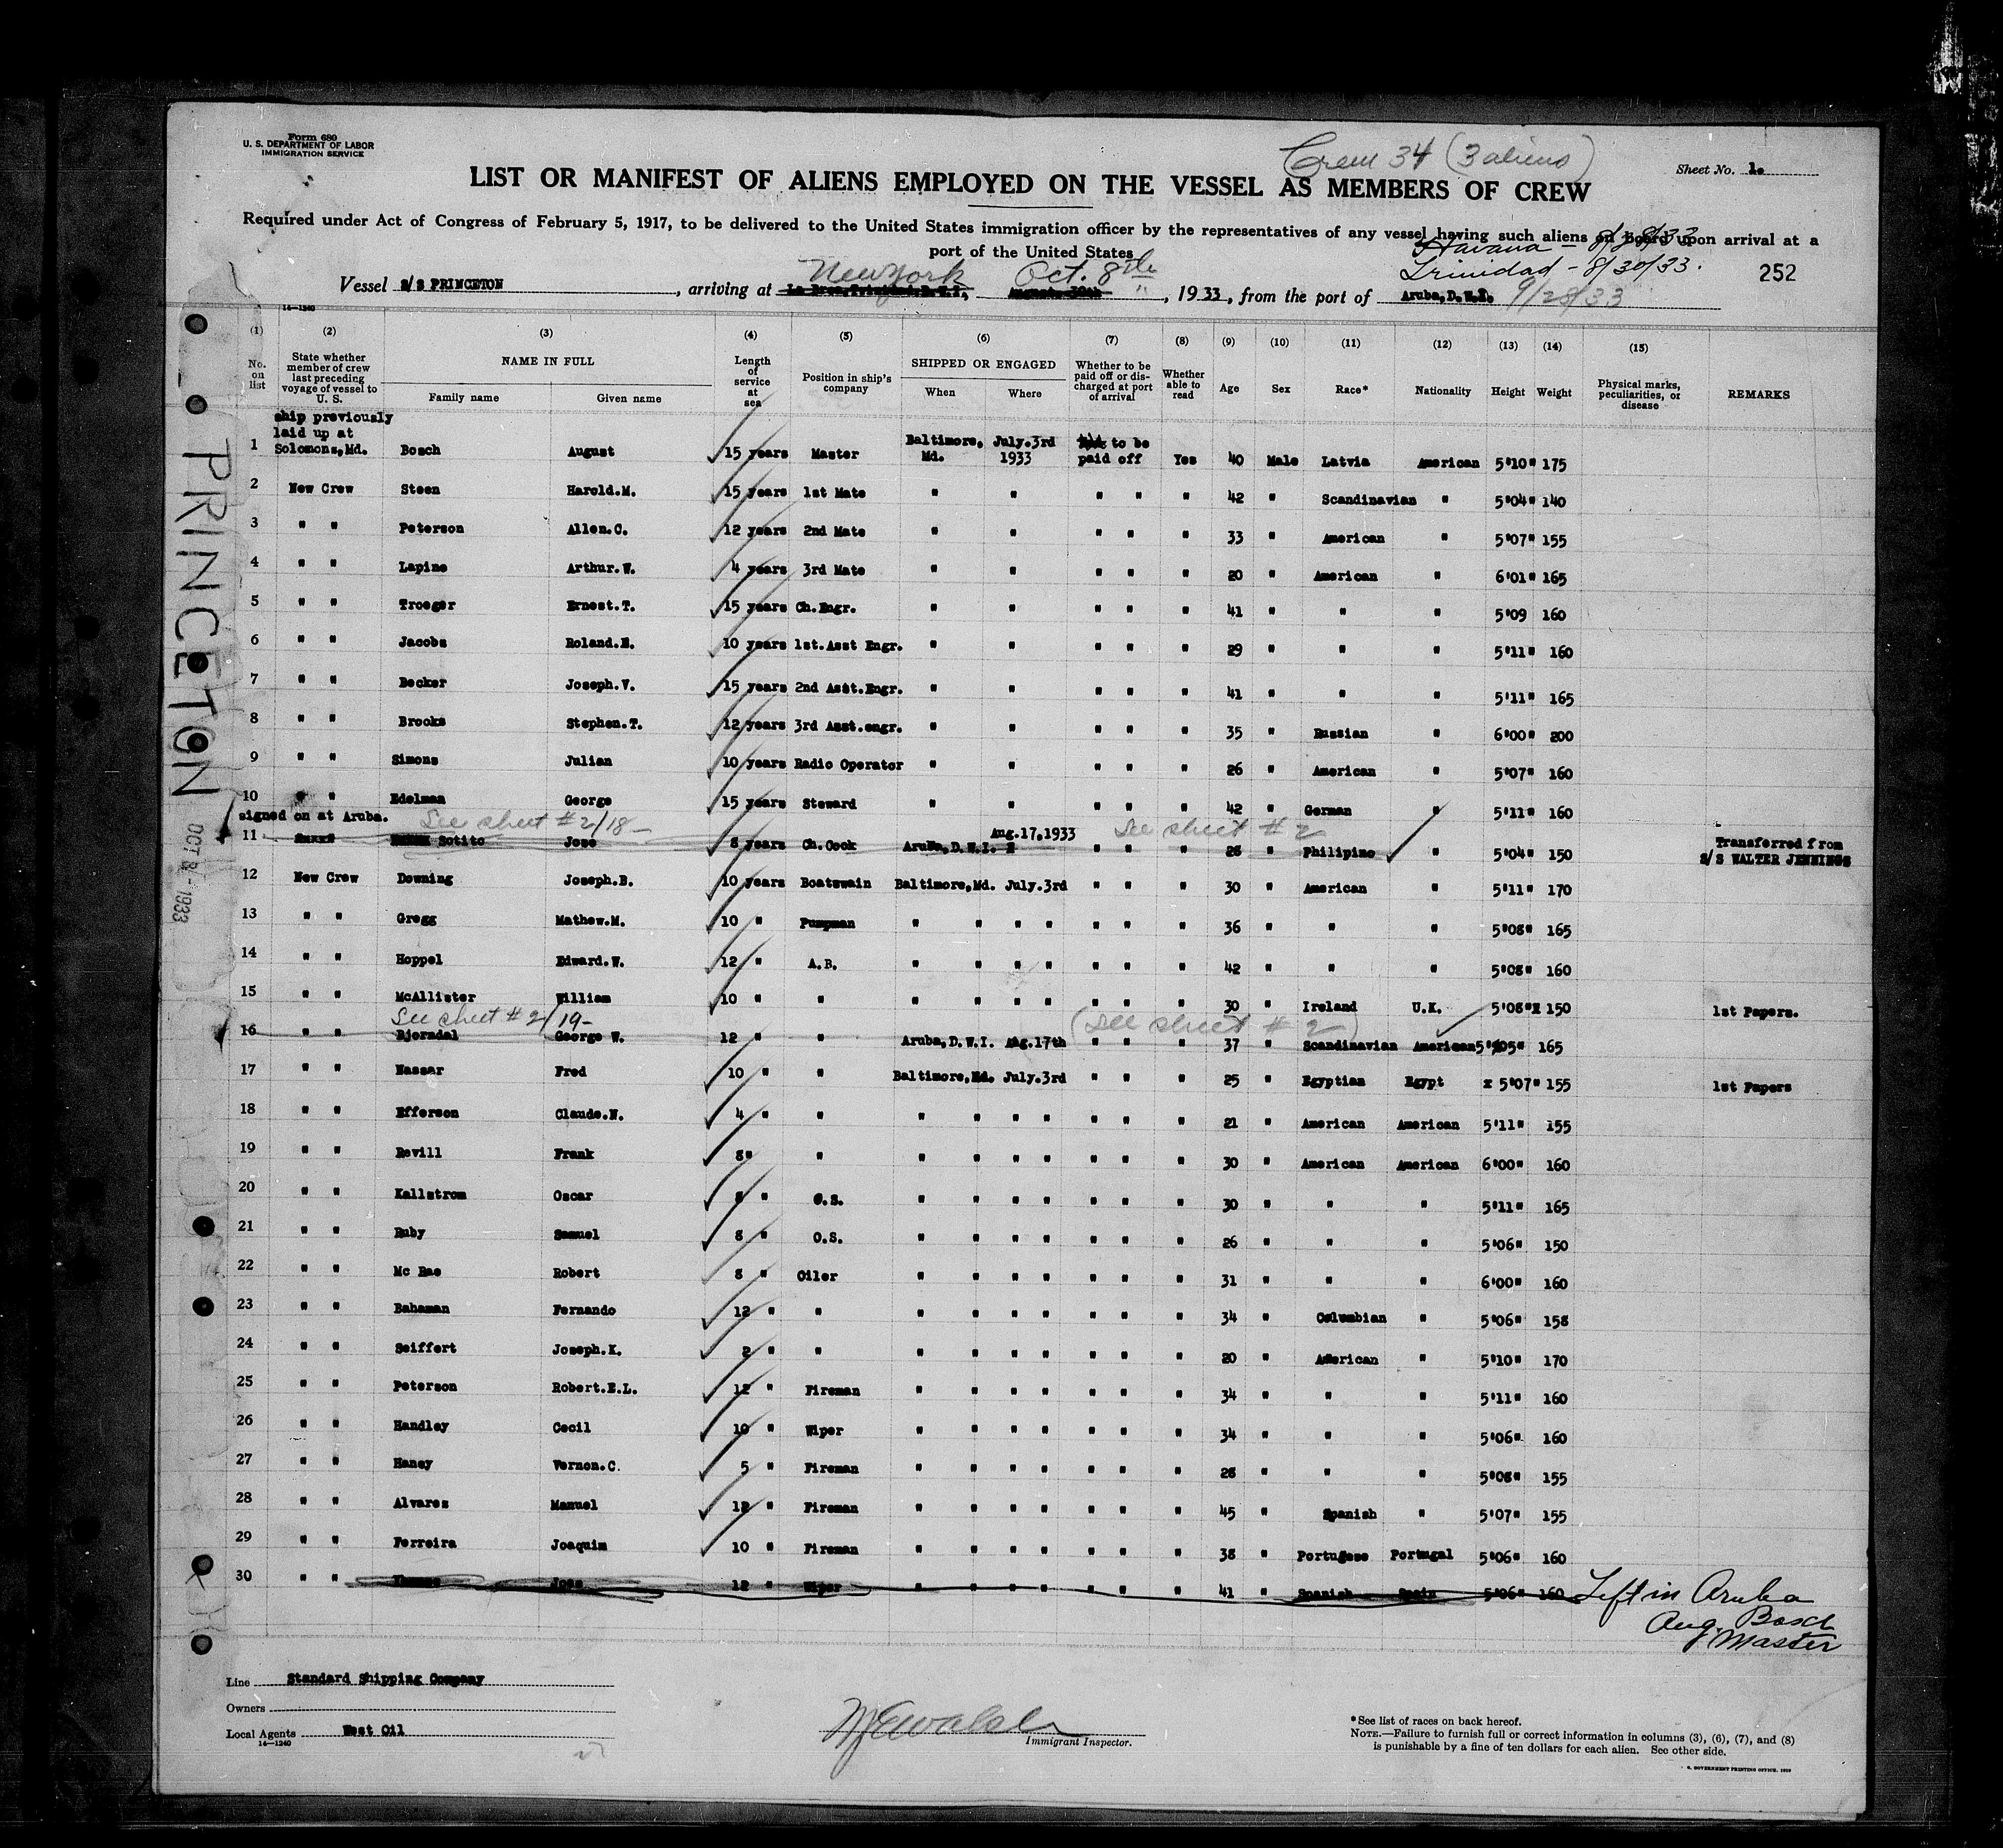 Form 680
U. S. DEPARTMENT OF LABOR
IMMIGRATION SERVICE
Crew 34 (3 aliens)
Sheet No. 1.
LIST OR MANIFEST OF ALIENS EMPLOYED ON THE VESSEL AS MEMBERS OF CREW
Required under Act of Congress of February 5, 1917, to be delivered to the United States immigration officer by the representatives of any vessel having such aliens on board upon arrival at a
port of the United States
Havana
Trinidad - 8/30/33.
252
New York Oct. 8th
Vessel S/S PRINCETON, arriving at La Brea, Trinidad, B.W.I, August. 30th, 1933, from the port of Aruba, D.W.I. 9/28/33
14—1240
(1) (2) (3) (4) (5) (6) (7) (8) (9) (10) (11) (12) (13) (14) (15)
No. on list State whether member of crew last preceding voyage of vessel to U. S. NAME IN FULL Family name Given name Length of service at sea Position in ship's company SHIPPED OR ENGAGED When Where Whether to be paid off or discharged at port of arrival Whether able to read Age Sex Race* Nationality Height Weight Physical marks, peculiarities, or disease REMARKS
ship previously
laid up at
1 Solomons, Md. Bosch August 15 years Master Baltimore, Md. July.3rd 1933 to be paid off Yes 40 Male Latvia American 5'10" 175
2 New Crew Steen Harold.M. 15 years 1st Mate " " " " " 42 " Scandinavian " 5'04" 140
3 " " Peterson Allen.C. 12 years 2nd Mate " " " " " 33 " American " 5'07" 155
4 " " Lapine Arthur.W. 4 years 3rd Mate " " " " " 20 " American " 6'01" 165
5 " " Troeger Ernest.T. 15 years Ch.Engr. " " " " " 41 " " " 5'09 160
6 " " Jacobs Roland.E. 10 years 1st.Asst Engr. " " " " " 29 " " " 5'11" 160
7 " " Becker Joseph.V. 15 years 2nd Asst.Engr. " " " " " 41 " " " 5'11" 165
8 " " Brooks Stephen.T. 12 years 3rd Asst.engr. " " " " " 35 " Russian " 6'00" 200
9 " " Simons Julian 10 years Radio Operator " " " " " 26 " American " 5'07" 160
10 " " Edelman George 15 years Steward " " " " " 42 " German " 5'11" 160
signed on at Aruba. See sheet #2/18- See sheet #2
11 Sotito Jose 8 years Ch.Cook Aruba, D.W.I. Aug.17,1933 " " " 28 " Philipino " 5'04" 150 Transferred from S/S WALTER JENNINGS
12 New Crew Downing Joseph.B. 10 years Boatswain Baltimore, Md. July.3rd " " " 30 " American " 5'11" 170
13 " " Gregg Mathew.M. 10 " Pumpman " " " " " " " 36 " " " 5'08" 165
14 " " Hoppel Edward.W. 12 " A.B. " " " " " " " 42 " " " 5'08" 160
15 " " McAllister William 10 " " " " " " " " " 30 " Ireland U.K. 5'08" 150 1st Papers.
See sheet #2/19- (See sheet #2)
16 " " Bjorndal George W. 12 " " Aruba, D.W.I. Aug.17th " " " 37 " Scandinavian American 5'05" 165
17 " " Nassar Fred 10 " " Baltimore, Md. July.3rd " " " 25 " Egyptian Egypt x 5'07" 155 1st Papers
18 " " Efferson Claude.N. 4 " " " " " " " " " 21 " American American 5'11" 155
19 " " Revill Frank 8" " " " " " " " " 30 " American American 6'00" 160
20 " " Kallstrom Oscar 8 " O.S. " " " " " " " 30 " " " 5'11" 165
21 " " Ruby Samuel 8 " O.S. " " " " " " " 26 " " " 5'06" 150
22 " " Mc Rae Robert 8 " Oiler " " " " " " " 31 " " " 6'00" 160
23 " " Bahaman Fernando 12 " " " " " " " " " 34 " Columbian " 5'06" 158
24 " " Seiffert Joseph.K. 2 " " " " " " " " " 20 " American " 5'10" 170
25 " " Peterson Robert.E.L. 12 " Fireman " " " " " " " 34 " " " 5'11" 160
26 " " Handley Cecil 10 " Wiper " " " " " " " 34 " " " 5'06" 160
27 " " Haney Vernon.C. 5 " Fireman " " " " " " " 28 " " " 5'08" 155
28 " " Alvares Manuel 12 " Fireman " " " " " " " 45 " Spanish " 5'07" 155
29 " " Ferreira Joaquim 10 " Fireman " " " " " " " 38 " Portugese Portugal 5'06" 160
30 " " Jose 12 " Wiper " " " " " " " 41 " Spanish Spain 5'06" 160 Left in Aruba
Aug. Bosch
Master
PRINCETON
OCT 8 - 1933
Line Standard Shipping Company
Owners
Local Agents West Oil
14—1240
Immigrant Inspector.
*See list of races on back hereof.
NOTE.—Failure to furnish full or correct information in columns (3), (6), (7), and (8)
is punishable by a fine of ten dollars for each alien. See other side.